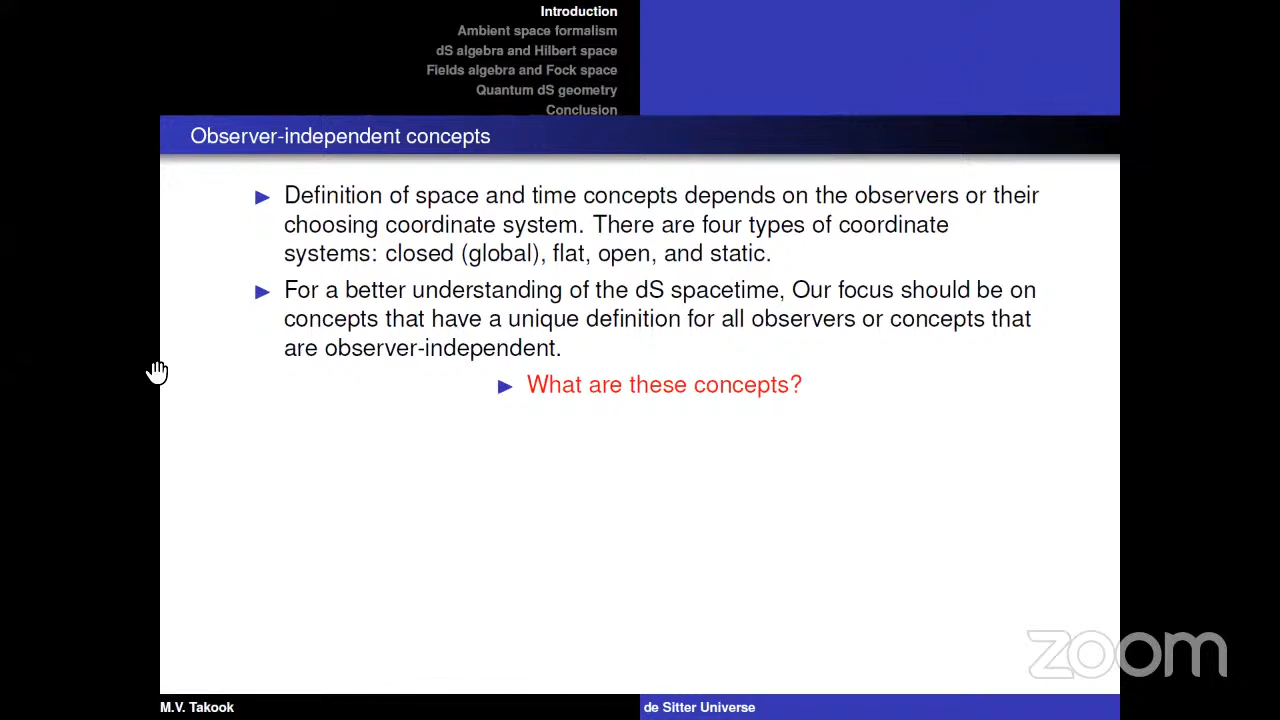 Introduction
Ambient space formalism
dS algebra and Hilbert space
Fields algebra and Fock space
Quantum dS geometry
Conclusion
Observer-independent concepts
Definition of space and time concepts depends on the observers or their
choosing coordinate system. There are four types of coordinate
systems: closed (global), flat, open, and static.
For a better understanding of the dS spacetime, Our focus should be on
concepts that have a unique definition for all observers or concepts that
are observer-independent.
What are these concepts?
zoom
M.V. Takook
de Sitter Universe